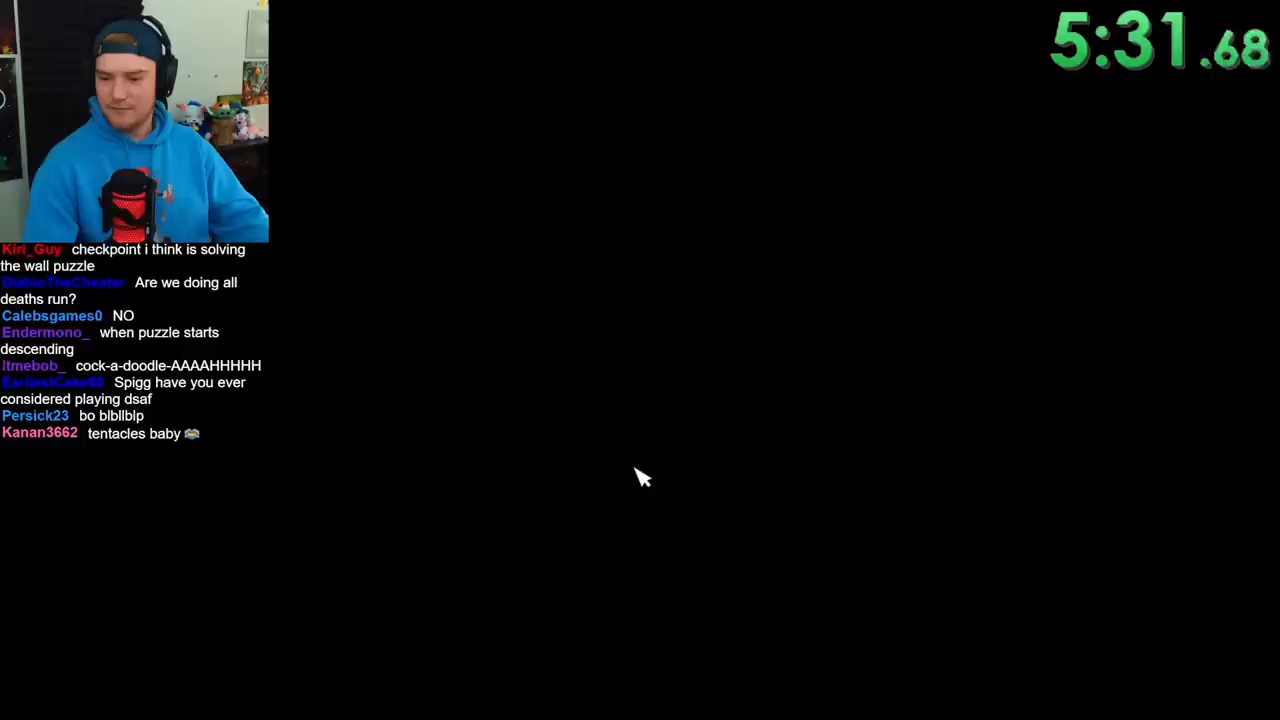 5:31.68
Kiri_Guy checkpoint i think is solving
the wall puzzle
DiabloTheCheater Are we doing all
deaths run?
Calebsgames0 NO
Endermono_ when puzzle starts
descending
Itmebob_ cock-a-doodle-AAAAHHHHH
EarliestCake60 Spigg have you ever
considered playing dsaf
Persick23 bo blbllblp
Kanan3662 tentacles baby